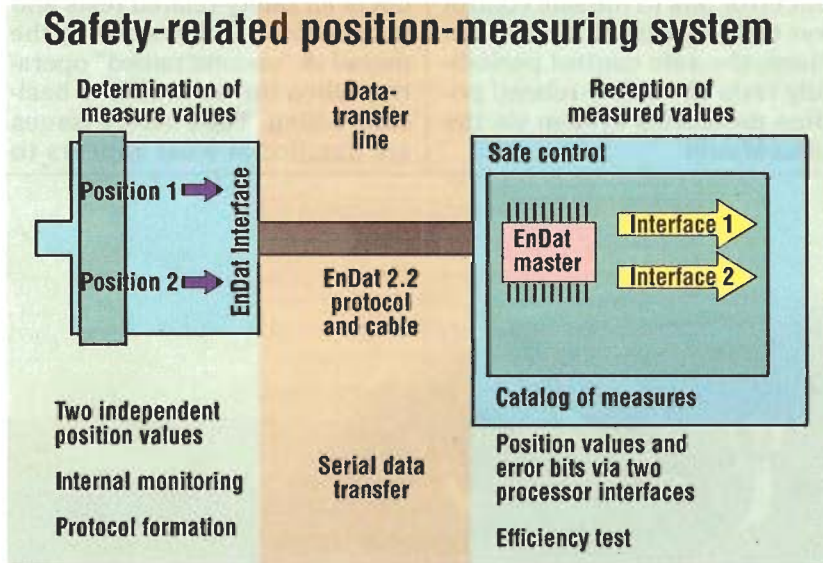 Safety-related position-measuring system
Determination of
measure values
Data-
transfer
line
Reception of
measured values
Position 1
Position 2
EnDat Interface
EnDat 2.2
protocol
and cable
Safe control
EnDat
master
Interface 1
Interface 2
Catalog of measures
Two independent
position values
Internal monitoring
Protocol formation
Serial data
transfer
Position values and
error bits via two
processor interfaces
Efficiency test